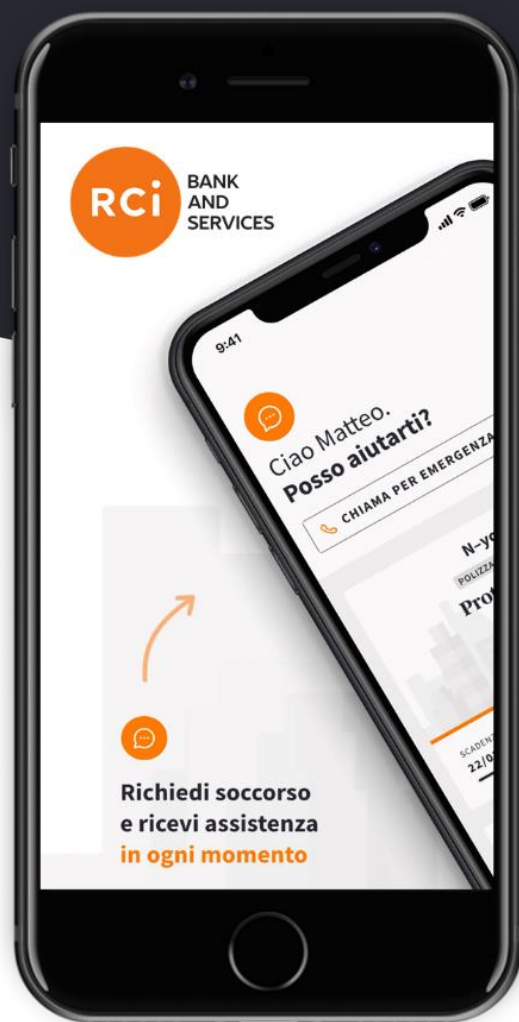 RCi
BANK
AND
SERVICES
9:41
Ciao Matteo.
Posso aiutarti?
CHIAMA PER EMERGENZA
Richiedi soccorso
e ricevi assistenza
in ogni momento